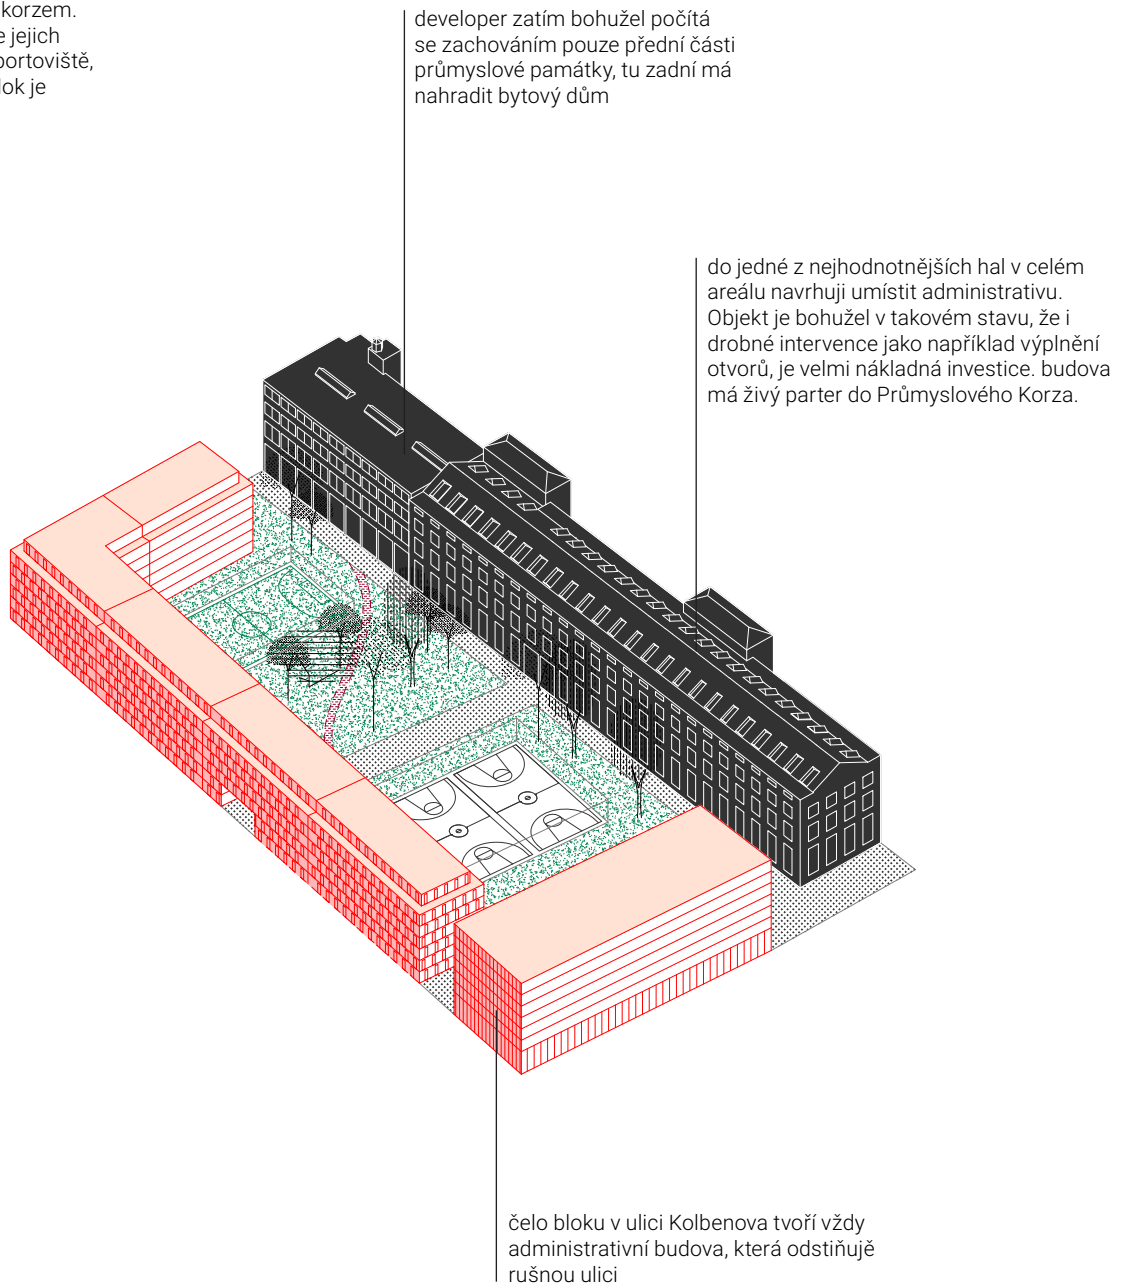 korzem.
e jejich
portoviště,
lok je
developer zatím bohužel počítá
se zachováním pouze přední části
průmyslové památky, tu zadní má
nahradit bytový dům
do jedné z nejhodnotnějších hal v celém
areálu navrhuji umístit administrativu.
Objekt je bohužel v takovém stavu, že i
drobné intervence jako například výplnění
otvorů, je velmi nákladná investice. budova
má živý parter do Průmyslového Korza.
čelo bloku v ulici Kolbenova tvoří vždy
administrativní budova, která odstiňujě
rušnou ulici